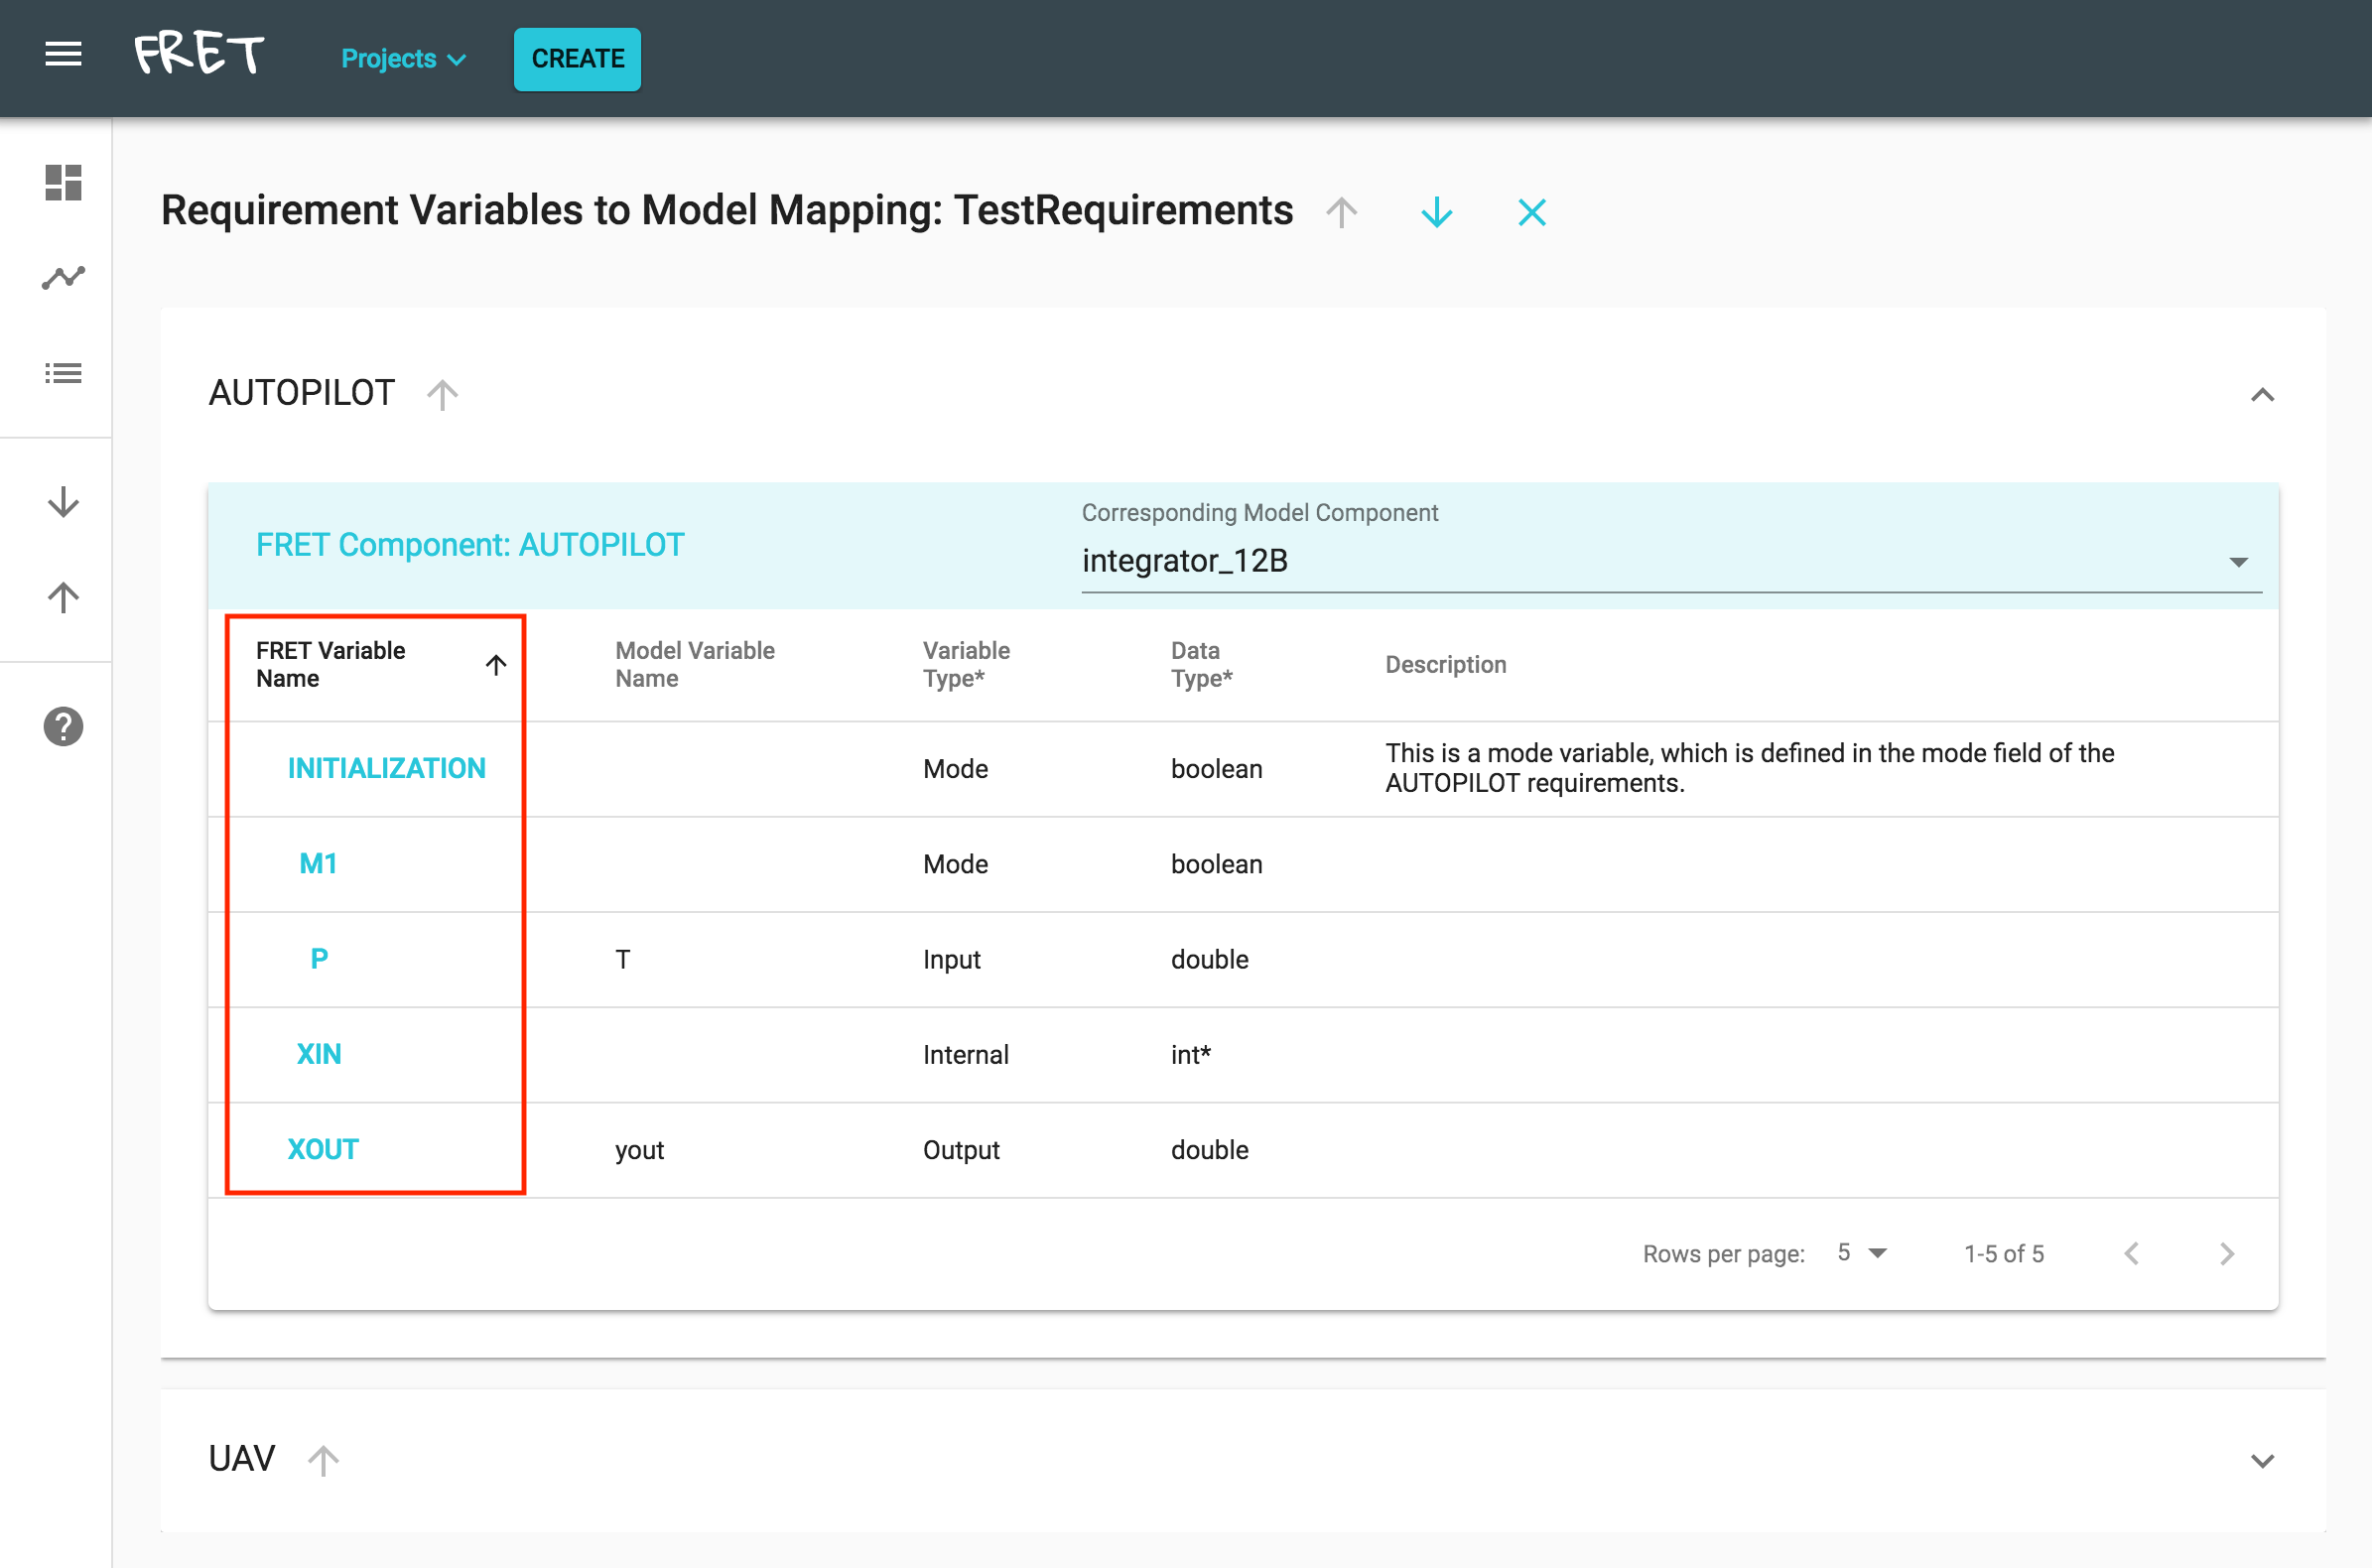 FRET Projects CREATE
Requirement Variables to Model Mapping: TestRequirements
AUTOPILOT
FRET Component: AUTOPILOT
Corresponding Model Component
integrator_12B
FRET Variable Name Model Variable Name Variable Type* Data Type* Description
INITIALIZATION Mode boolean This is a mode variable, which is defined in the mode field of the
AUTOPILOT requirements.
M1 Mode boolean
P T Input double
XIN Internal int*
XOUT yout Output double
Rows per page: 5 1-5 of 5
UAV